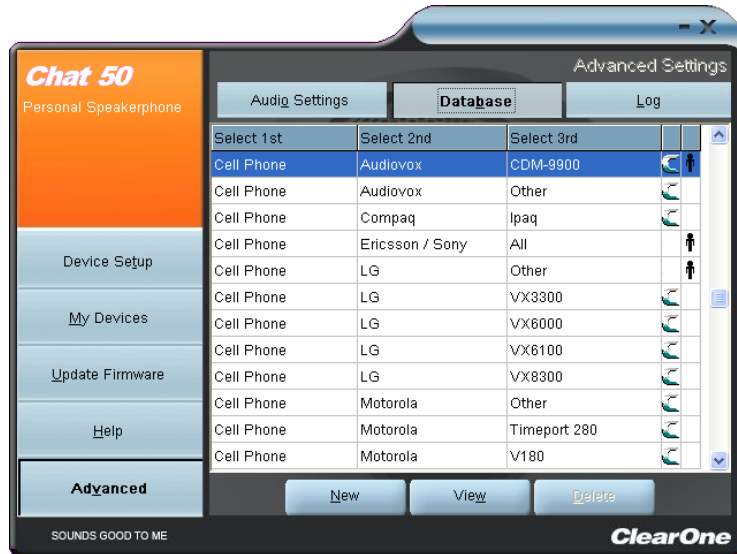 Chat 50
Personal Speakerphone
Advanced Settings
Audio Settings Database Log
Select 1st Select 2nd Select 3rd
Cell Phone Audiovox CDM-9900
Cell Phone Audiovox Other
Cell Phone Compaq Ipaq
Cell Phone Ericsson / Sony All
Cell Phone LG Other
Cell Phone LG VX3300
Cell Phone LG VX6000
Cell Phone LG VX6100
Cell Phone LG VX8300
Cell Phone Motorola Other
Cell Phone Motorola Timeport 280
Cell Phone Motorola V180
Device Setup
My Devices
Update Firmware
Help
Advanced
New View Delete
SOUNDS GOOD TO ME
ClearOne